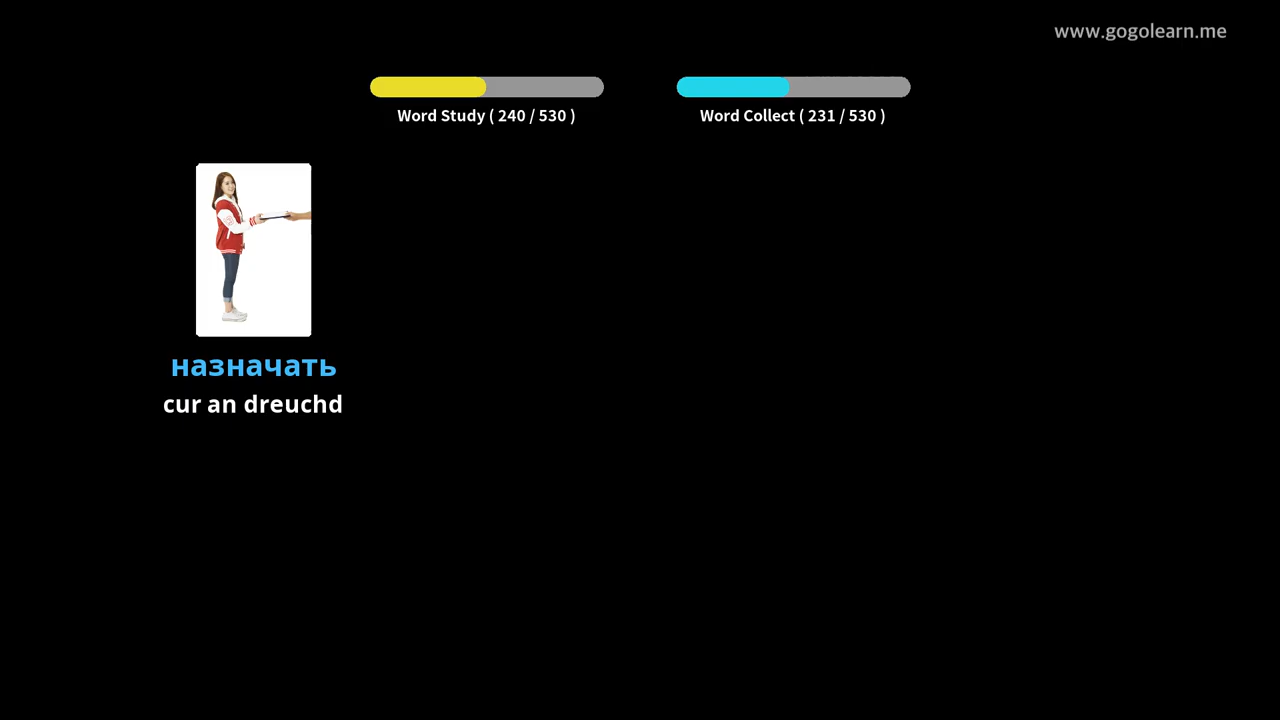 www.gogolearn.me
Word Study ( 240 / 530 )
Word Collect ( 231 / 530 )
назначать
cur an dreuchd